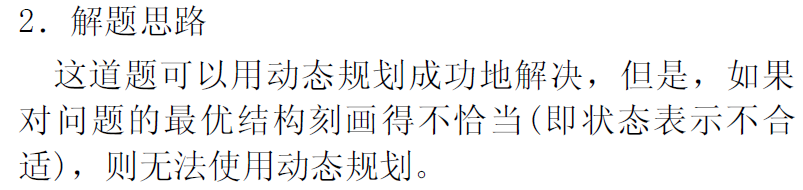 2．解题思路
这道题可以用动态规划成功地解决，但是，如果
对问题的最优结构刻画得不恰当(即状态表示不合
适)，则无法使用动态规划。